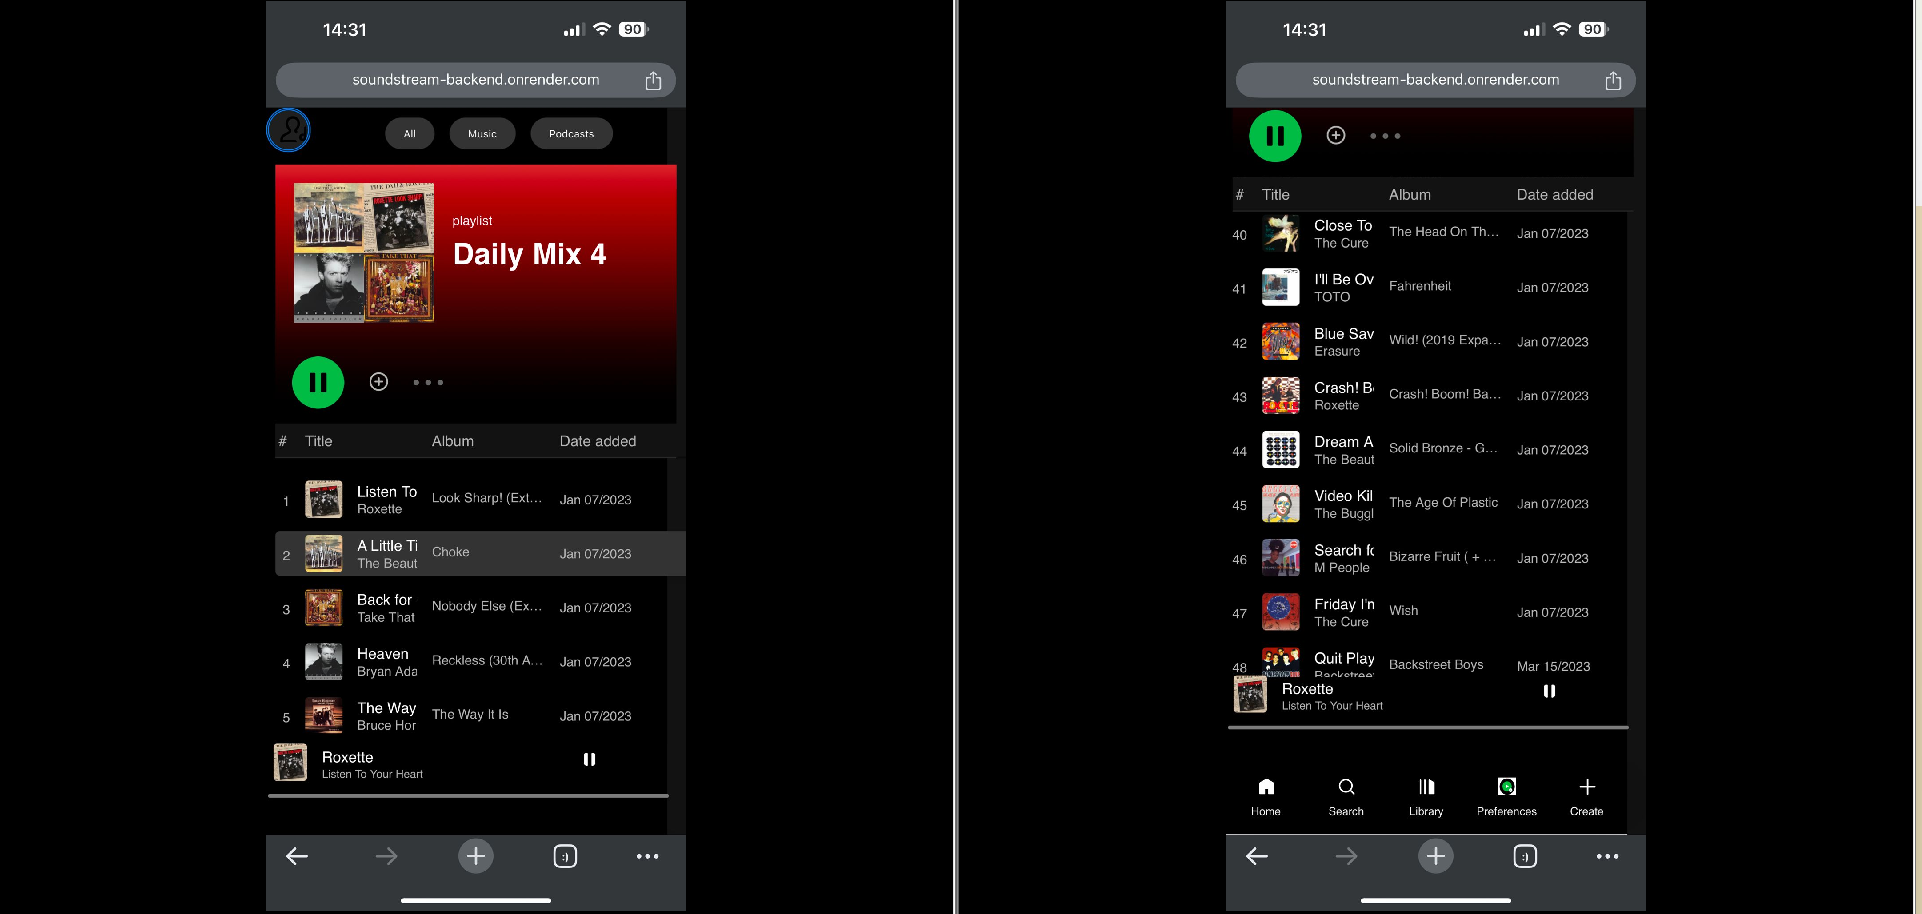 14:31
90
soundstream-backend.onrender.com
All Music Podcasts
playlist
Daily Mix 4
# Title Album Date added
1 Listen To Look Sharp! (Ext... Jan 07/2023
Roxette
2 A Little Ti Choke Jan 07/2023
The Beaut
3 Back for Nobody Else (Ex... Jan 07/2023
Take That
4 Heaven Reckless (30th A... Jan 07/2023
Bryan Ada
5 The Way The Way It Is Jan 07/2023
Bruce Hor
Roxette
Listen To Your Heart
:)
14:31
90
soundstream-backend.onrender.com
# Title Album Date added
40 Close To The Head On Th... Jan 07/2023
The Cure
41 I'll Be Ov Fahrenheit Jan 07/2023
TOTO
42 Blue Sav Wild! (2019 Expa... Jan 07/2023
Erasure
43 Crash! B Crash! Boom! Ba... Jan 07/2023
Roxette
44 Dream A Solid Bronze - G... Jan 07/2023
The Beaut
45 Video Kil The Age Of Plastic Jan 07/2023
The Buggl
46 Search fo Bizarre Fruit ( + ... Jan 07/2023
M People
47 Friday I'm Wish Jan 07/2023
The Cure
48 Quit Play Backstreet Boys Mar 15/2023
Backstree
Roxette
Listen To Your Heart
Home Search Library Preferences Create
:)